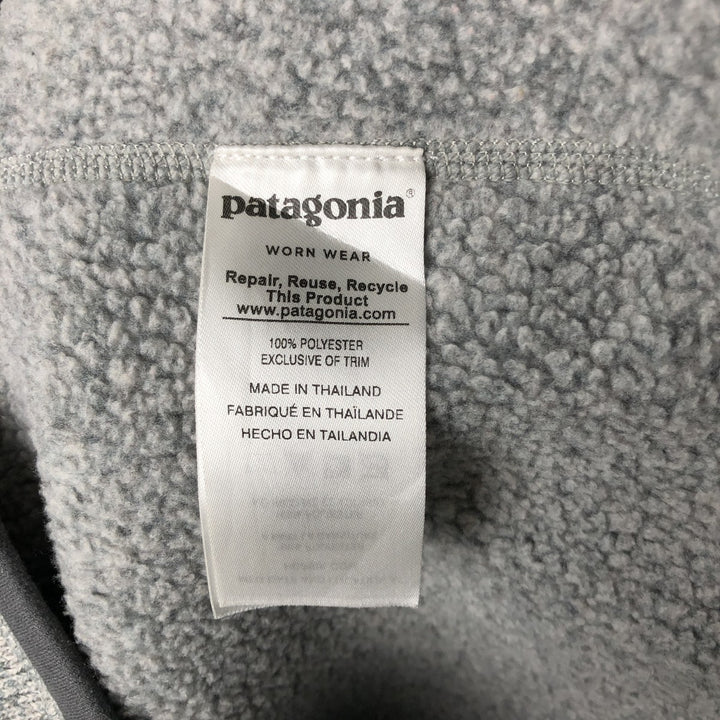 patagonia®
WORN WEAR
Repair, Reuse, Recycle
This Product
www.patagonia.com
100% POLYESTER
EXCLUSIVE OF TRIM
MADE IN THAILAND
FABRIQUÉ EN THAÏLANDE
HECHO EN TAILANDIA